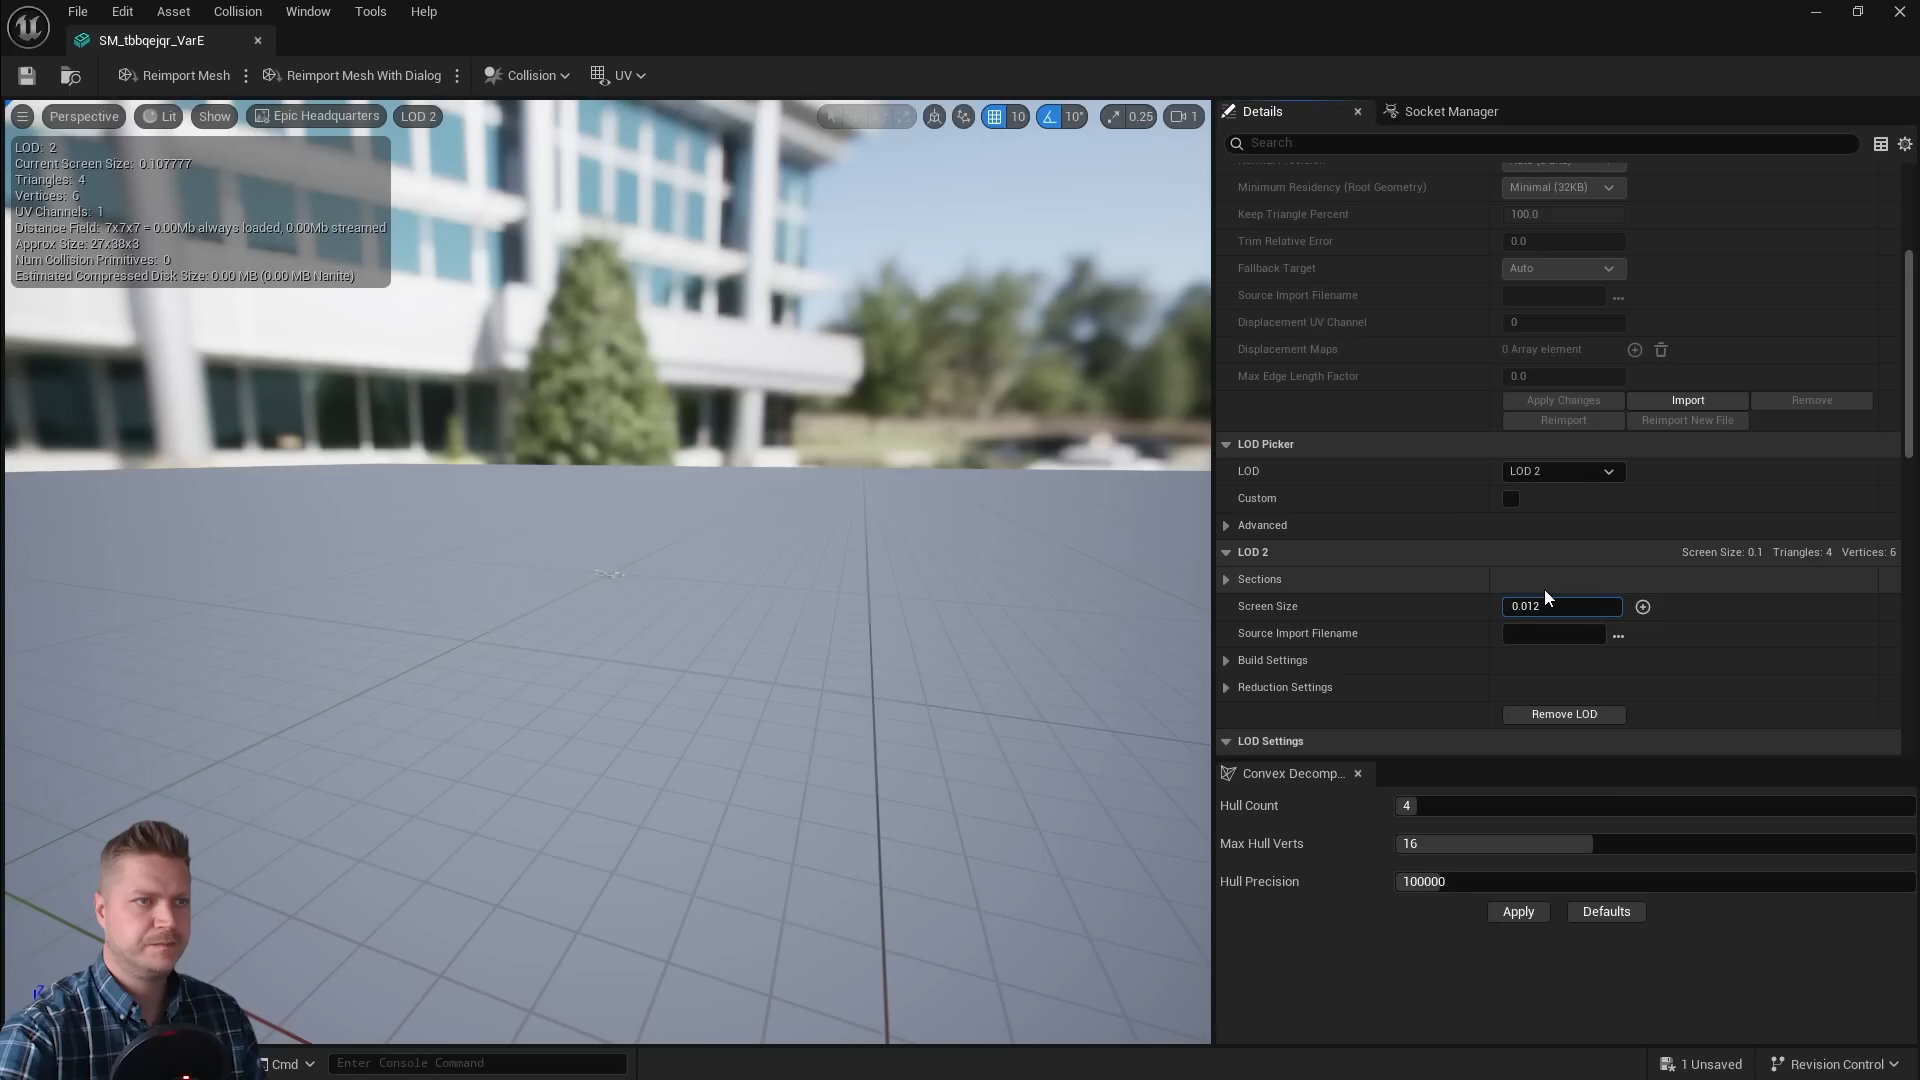 File Edit Asset Collision Window Tools Help
SM_tbbqejqr_VarE
Reimport Mesh Reimport Mesh With Dialog Collision UV
Perspective Lit Show Epic Headquarters LOD 2 10 10° 0.25 1
LOD: 2
Current Screen Size: 0.107777
Triangles: 4
Vertices: 6
UV Channels: 1
Distance Field: 7x7x7 = 0.00Mb always loaded, 0.00Mb streamed
Approx Size: 27x38x3
Num Collision Primitives: 0
Estimated Compressed Disk Size: 0.00 MB (0.00 MB Nanite)
Details Socket Manager
Search
Minimum Residency (Root Geometry) Minimal (32KB)
Keep Triangle Percent 100.0
Trim Relative Error 0.0
Fallback Target Auto
Source Import Filename
Displacement UV Channel 0
Displacement Maps 0 Array element
Max Edge Length Factor 0.0
Apply Changes Import Remove
Reimport Reimport New File
LOD Picker
LOD LOD 2
Custom
Advanced
LOD 2 Screen Size: 0.1 Triangles: 4 Vertices: 6
Sections
Screen Size 0.012
Source Import Filename
Build Settings
Reduction Settings
Remove LOD
LOD Settings
Convex Decomp...
Hull Count 4
Max Hull Verts 16
Hull Precision 100000
Apply Defaults
Cmd Enter Console Command
1 Unsaved Revision Control